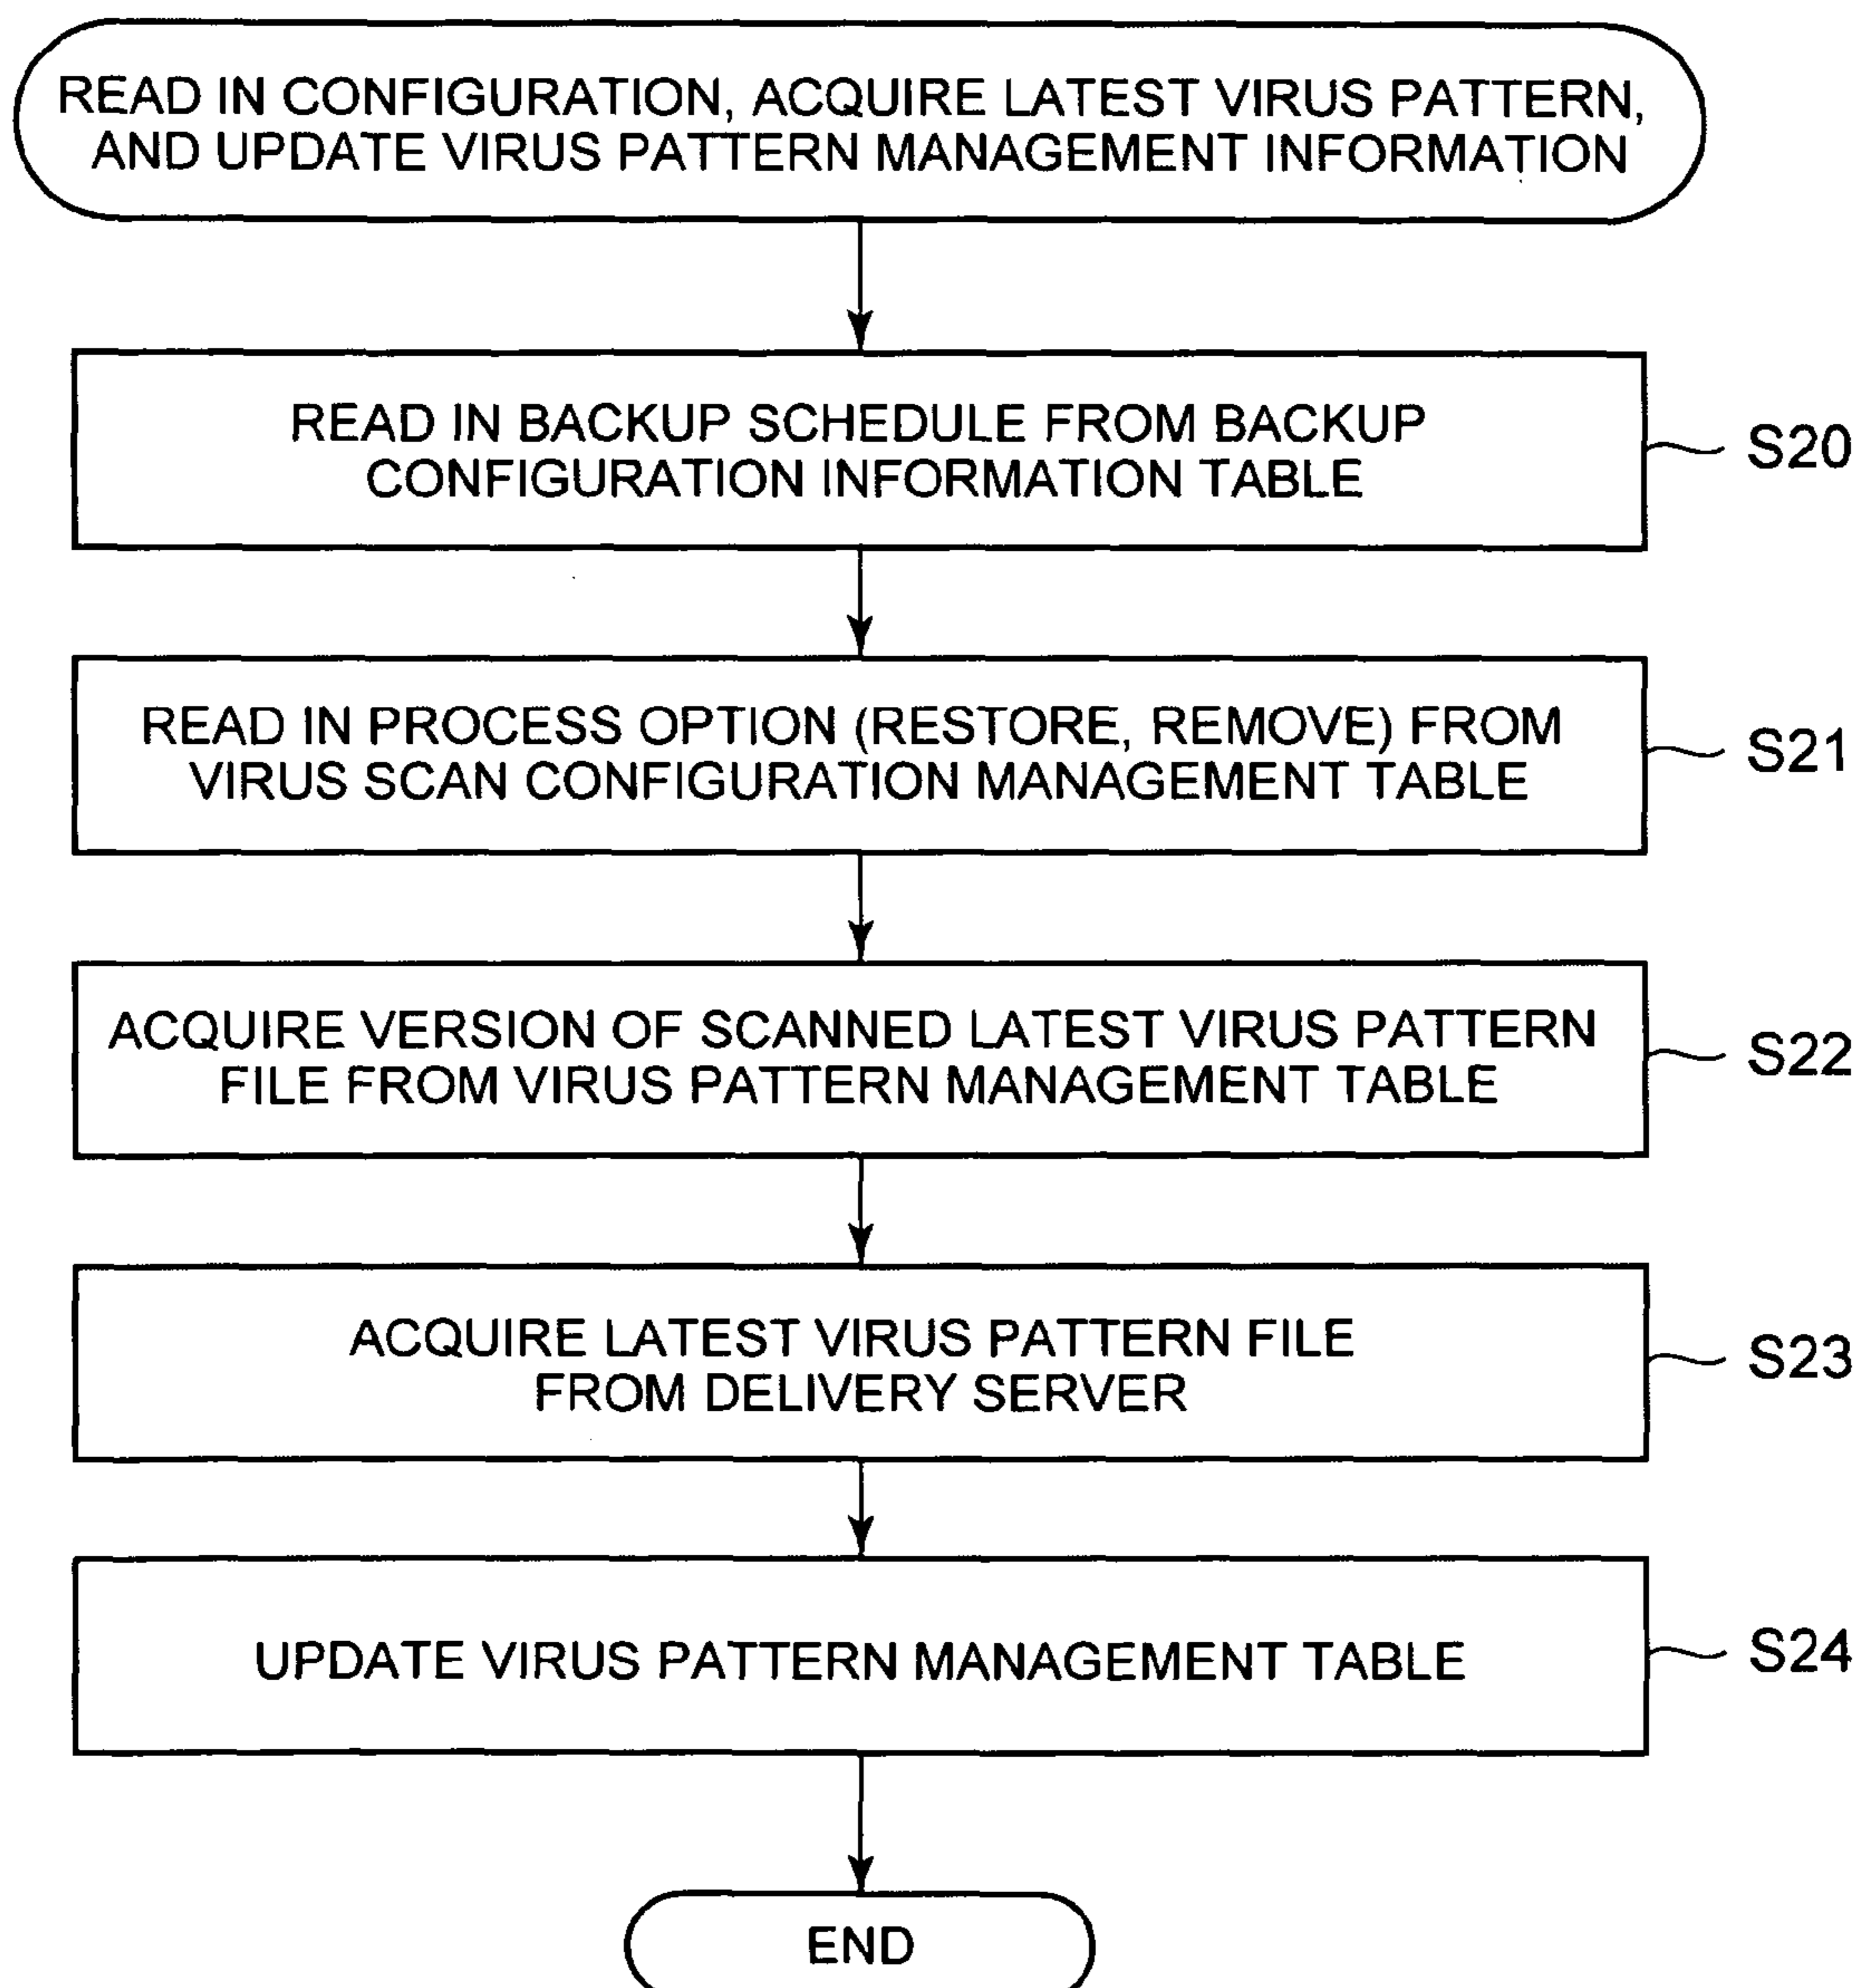 READ IN CONFIGURATION, ACQUIRE LATEST VIRUS PATTERN,
AND UPDATE VIRUS PATTERN MANAGEMENT INFORMATION
READ IN BACKUP SCHEDULE FROM BACKUP
CONFIGURATION INFORMATION TABLE
S20
READ IN PROCESS OPTION (RESTORE, REMOVE) FROM
VIRUS SCAN CONFIGURATION MANAGEMENT TABLE
S21
ACQUIRE VERSION OF SCANNED LATEST VIRUS PATTERN
FILE FROM VIRUS PATTERN MANAGEMENT TABLE
S22
ACQUIRE LATEST VIRUS PATTERN FILE
FROM DELIVERY SERVER
S23
UPDATE VIRUS PATTERN MANAGEMENT TABLE
S24
END